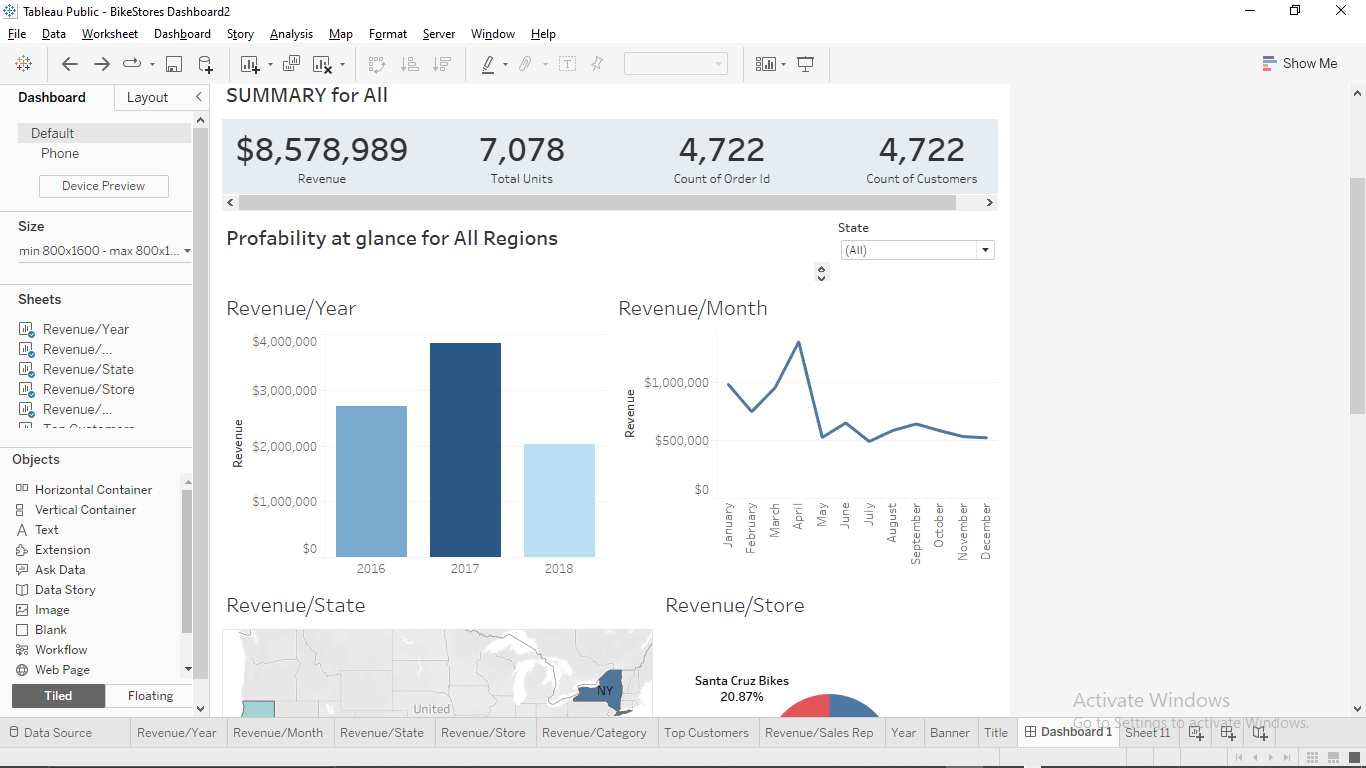 Tableau Public - BikeStores Dashboard2
File Data Worksheet Dashboard Story Analysis Map Format Server Window Help
Show Me
Dashboard Layout
Default
Phone
Device Preview
Size
min 800x1600 - max 800x1...
Sheets
Revenue/Year
Revenue/...
Revenue/State
Revenue/Store
Revenue/...
Top Customers
Objects
Horizontal Container
Vertical Container
Text
Extension
Ask Data
Data Story
Image
Blank
Workflow
Web Page
Tiled Floating
SUMMARY for All
$8,578,989 7,078 4,722 4,722
Revenue Total Units Count of Order Id Count of Customers
Profability at glance for All Regions
State
(All)
Revenue/Year
$4,000,000
$3,000,000
$2,000,000
$1,000,000
$0
Revenue
2016 2017 2018
Revenue/Month
$1,000,000
$500,000
$0
Revenue
January
February
March
April
May
June
July
August
September
October
November
December
Revenue/State
NY
United
Revenue/Store
Santa Cruz Bikes
20.87%
Activate Windows
Go to Settings to activate Windows.
Data Source Revenue/Year Revenue/Month Revenue/State Revenue/Store Revenue/Category Top Customers Revenue/Sales Rep Year Banner Title Dashboard 1 Sheet 11